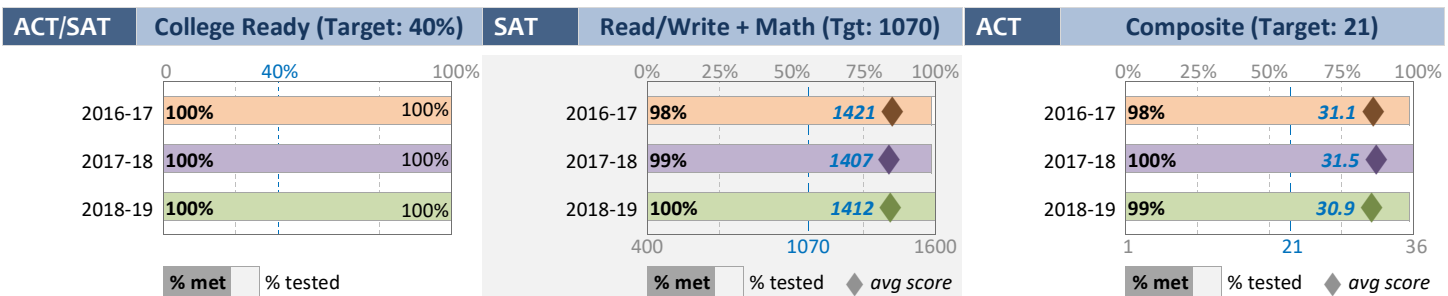 ACT/SAT College Ready (Target: 40%) SAT Read/Write + Math (Tgt: 1070) ACT Composite (Target: 21)
0 40% 100% 0% 25% 50% 75% 100% 0% 25% 50% 75% 100%
2016-17 100% 100% 2016-17 98% 1421 2016-17 98% 31.1
2017-18 100% 100% 2017-18 99% 1407 2017-18 100% 31.5
2018-19 100% 100% 2018-19 100% 1412 2018-19 99% 30.9
400 1070 1600 1 21 36
% met % tested % met % tested avg score % met % tested avg score